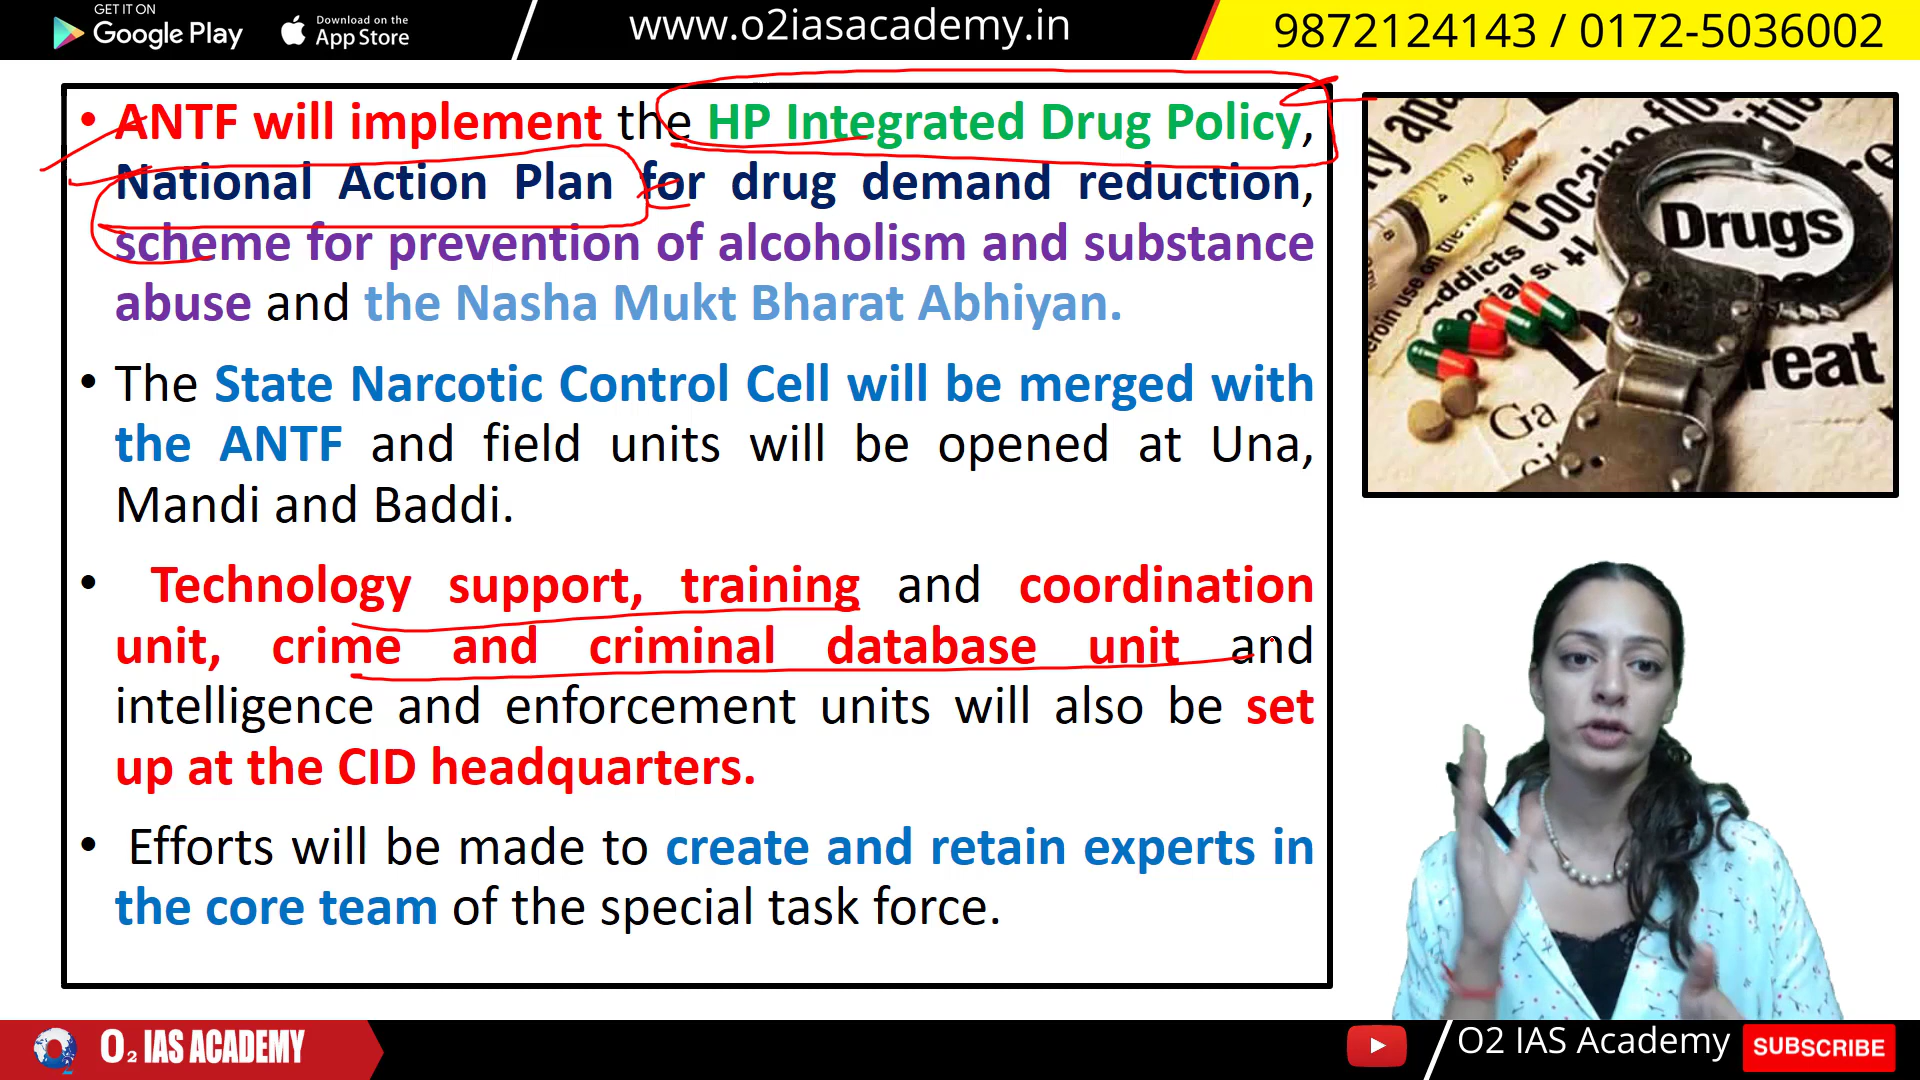 GET IT ON
Google Play
Download on the
App Store
www.o2iasacademy.in
9872124143 / 0172-5036002
• ANTF will implement the HP Integrated Drug Policy,
National Action Plan for drug demand reduction,
scheme for prevention of alcoholism and substance
abuse and the Nasha Mukt Bharat Abhiyan.
• The State Narcotic Control Cell will be merged with
the ANTF and field units will be opened at Una,
Mandi and Baddi.
• Technology support, training and coordination
unit, crime and criminal database unit and
intelligence and enforcement units will also be set
up at the CID headquarters.
• Efforts will be made to create and retain experts in
the core team of the special task force.
Cocaine
Drugs
ddicts
reat
Ga
O2 IAS ACADEMY
O2 IAS Academy
SUBSCRIBE